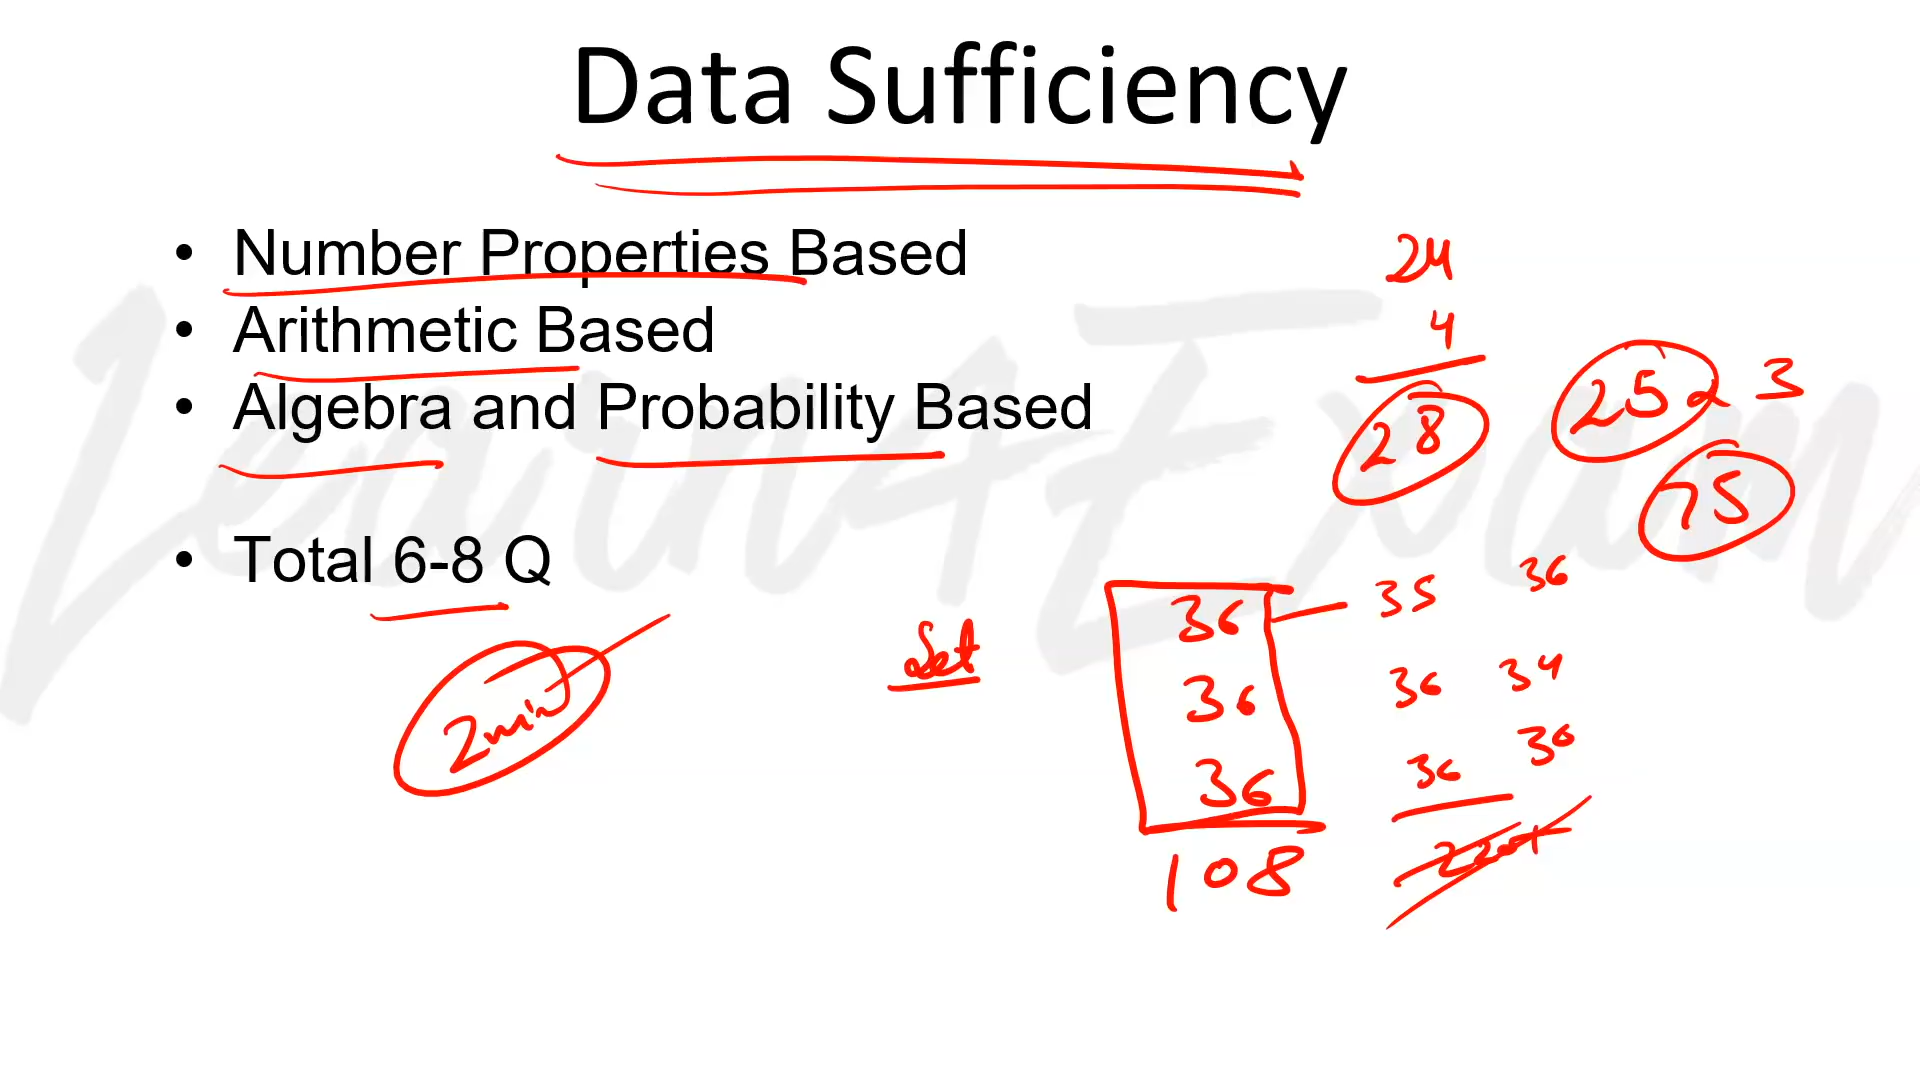 Data Sufficiency
• Number Properties Based
• Arithmetic Based
• Algebra and Probability Based
• Total 6-8 Q
2min
Set
24
4
28
25 x 3
75
36
36
36
108
35 36
36 34
36 36
Learn4Exam